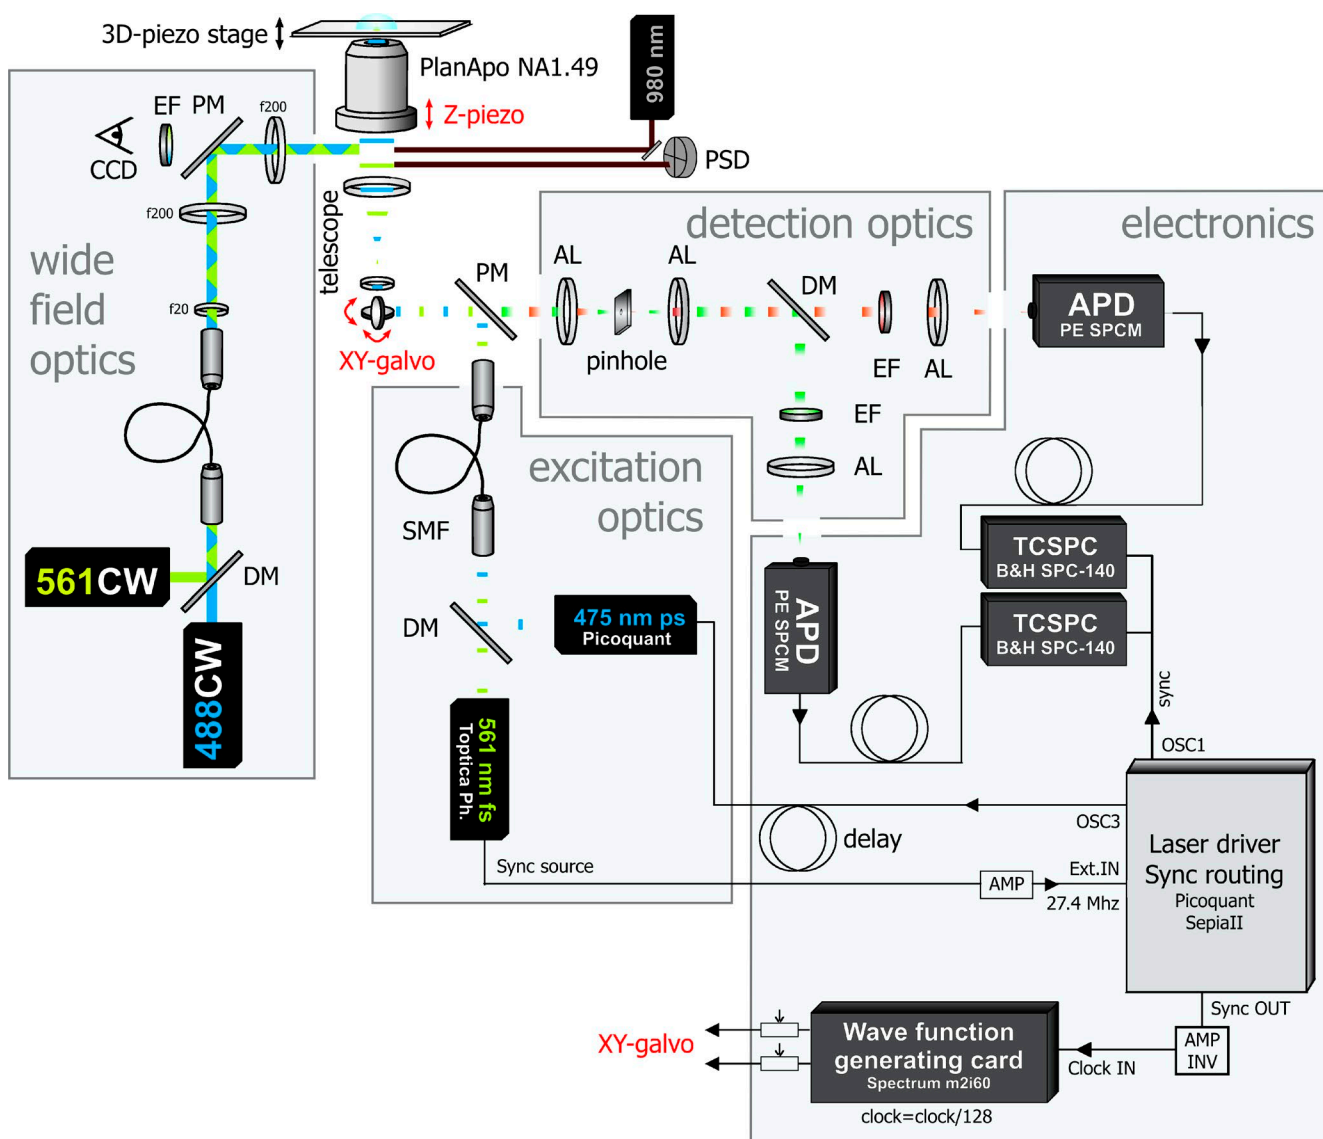 3D-piezo stage
PlanApo NA1.49
Z-piezo
980 nm
PSD
EF PM
f200
CCD
f200
wide
field
optics
f20
telescope
XY-galvo
PM
561CW
DM
488CW
detection optics
AL
AL
DM
pinhole
EF
AL
EF
AL
electronics
APD
PE SPCM
excitation
optics
SMF
DM
475 nm ps
Picoquant
561 nm fs
Toptica Ph.
Sync source
APD
PE SPCM
TCSPC
B&H SPC-140
TCSPC
B&H SPC-140
sync
OSC1
OSC3
delay
Ext.IN
AMP
27.4 Mhz
Laser driver
Sync routing
Picoquant
SepiaII
Sync OUT
AMP
INV
Clock IN
XY-galvo
Wave function
generating card
Spectrum m2i60
clock=clock/128